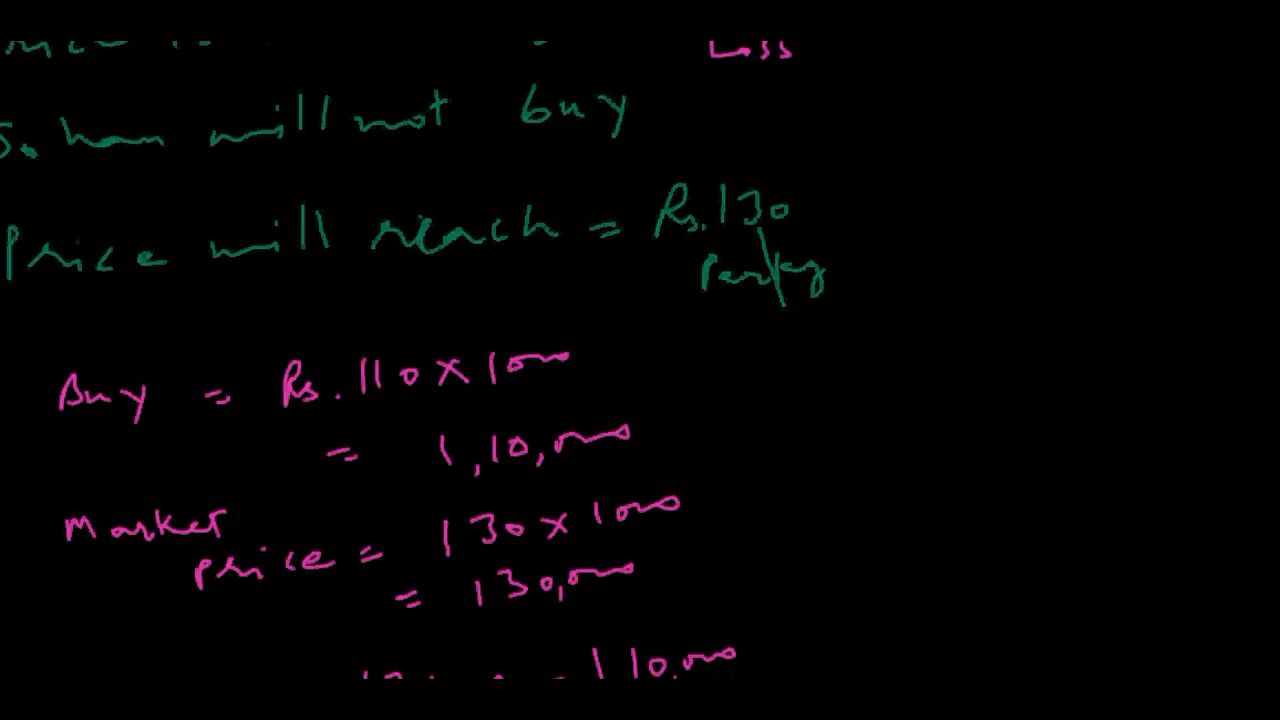 Loss
Sohan will not buy
Price will reach = Rs.130
Per kg
Buy = Rs.110 x 1000
= 1,10,000
Market
price = 130 x 1000
= 130,000
110,000